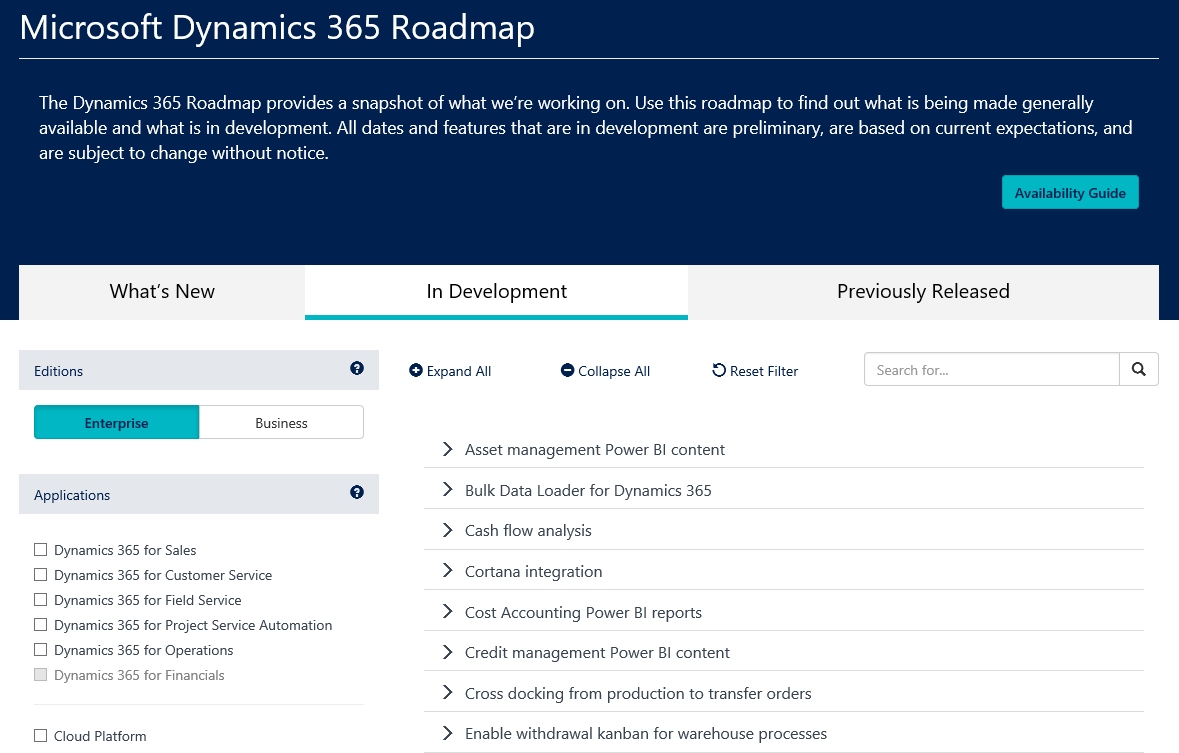 Microsoft Dynamics 365 Roadmap
The Dynamics 365 Roadmap provides a snapshot of what we're working on. Use this roadmap to find out what is being made generally
available and what is in development. All dates and features that are in development are preliminary, are based on current expectations, and
are subject to change without notice.
Availability Guide
What's New
In Development
Previously Released
Editions
Enterprise
Business
Applications
Dynamics 365 for Sales
Dynamics 365 for Customer Service
Dynamics 365 for Field Service
Dynamics 365 for Project Service Automation
Dynamics 365 for Operations
Dynamics 365 for Financials
Cloud Platform
Expand All
Collapse All
Reset Filter
Search for...
Asset management Power BI content
Bulk Data Loader for Dynamics 365
Cash flow analysis
Cortana integration
Cost Accounting Power BI reports
Credit management Power BI content
Cross docking from production to transfer orders
Enable withdrawal kanban for warehouse processes